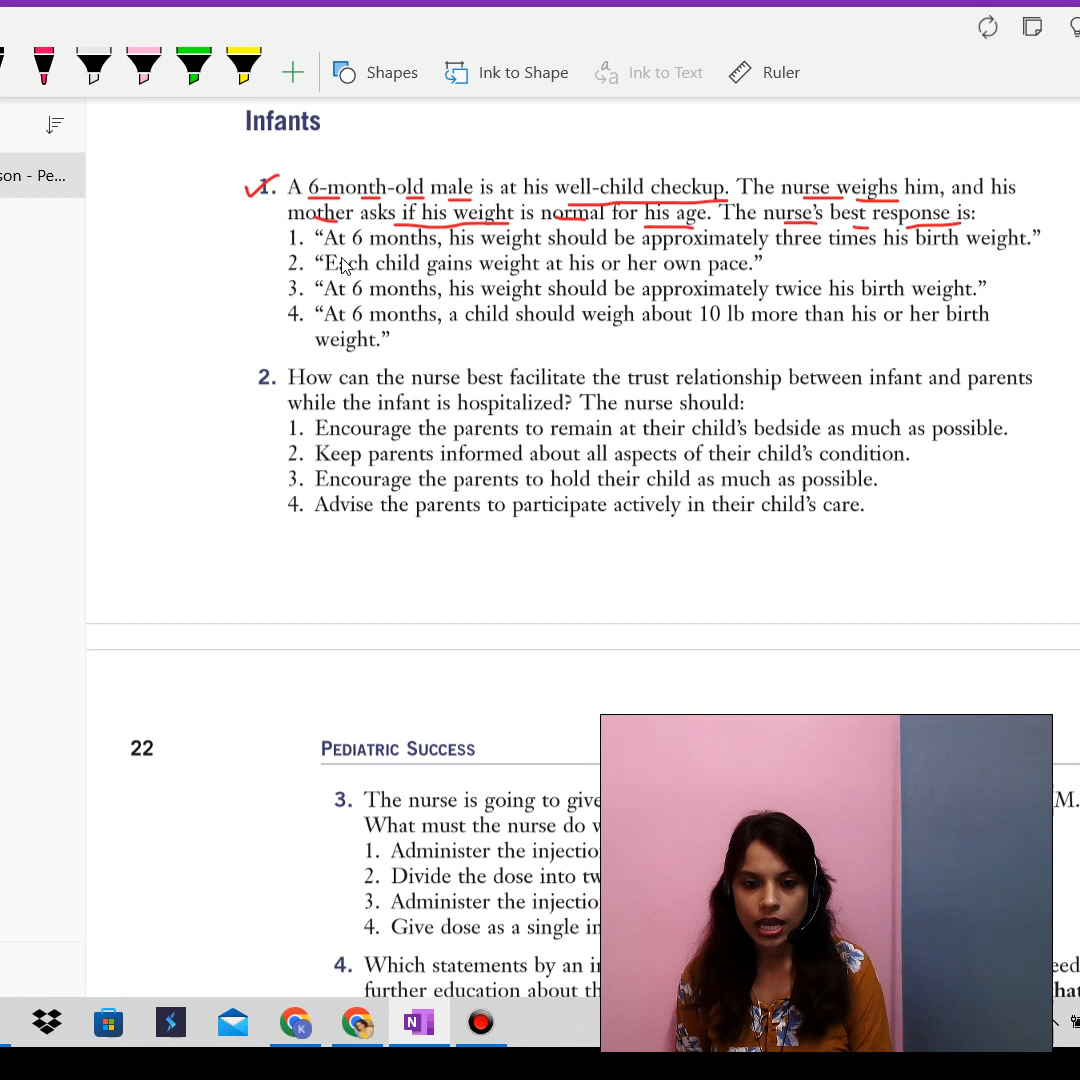 Shapes Ink to Shape Ink to Text Ruler
son - Pe...
Infants
1. A 6-month-old male is at his well-child checkup. The nurse weighs him, and his
mother asks if his weight is normal for his age. The nurse’s best response is:
1. “At 6 months, his weight should be approximately three times his birth weight.”
2. “Each child gains weight at his or her own pace.”
3. “At 6 months, his weight should be approximately twice his birth weight.”
4. “At 6 months, a child should weigh about 10 lb more than his or her birth
weight.”
2. How can the nurse best facilitate the trust relationship between infant and parents
while the infant is hospitalized? The nurse should:
1. Encourage the parents to remain at their child’s bedside as much as possible.
2. Keep parents informed about all aspects of their child’s condition.
3. Encourage the parents to hold their child as much as possible.
4. Advise the parents to participate actively in their child’s care.
22 PEDIATRIC SUCCESS
3. The nurse is going to give M.
What must the nurse do
1. Administer the injectio
2. Divide the dose into tw
3. Administer the injectio
4. Give dose as a single in
4. Which statements by an in eed
further education about th hat
K N